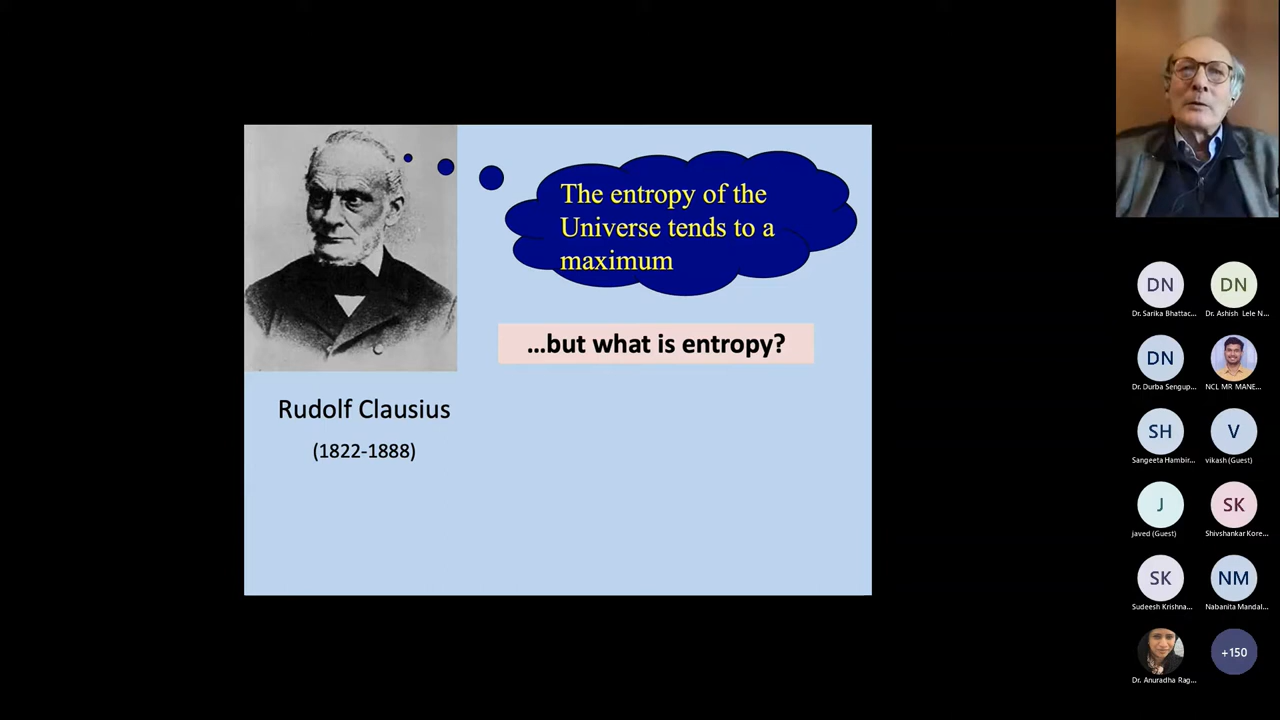 The entropy of the
Universe tends to a
maximum
...but what is entropy?
Rudolf Clausius
(1822-1888)
DN
DN
Dr. Sarika Bhattac...
Dr. Ashish Lele N...
DN
Dr. Durba Sengup...
NCL MR MANE...
SH
V
Sangeeta Hambir...
vikash (Guest)
J
SK
javed (Guest)
Shivshankar Kore...
SK
NM
Sudeesh Krishna...
Nabanita Mandal...
+150
Dr. Anuradha Rag...